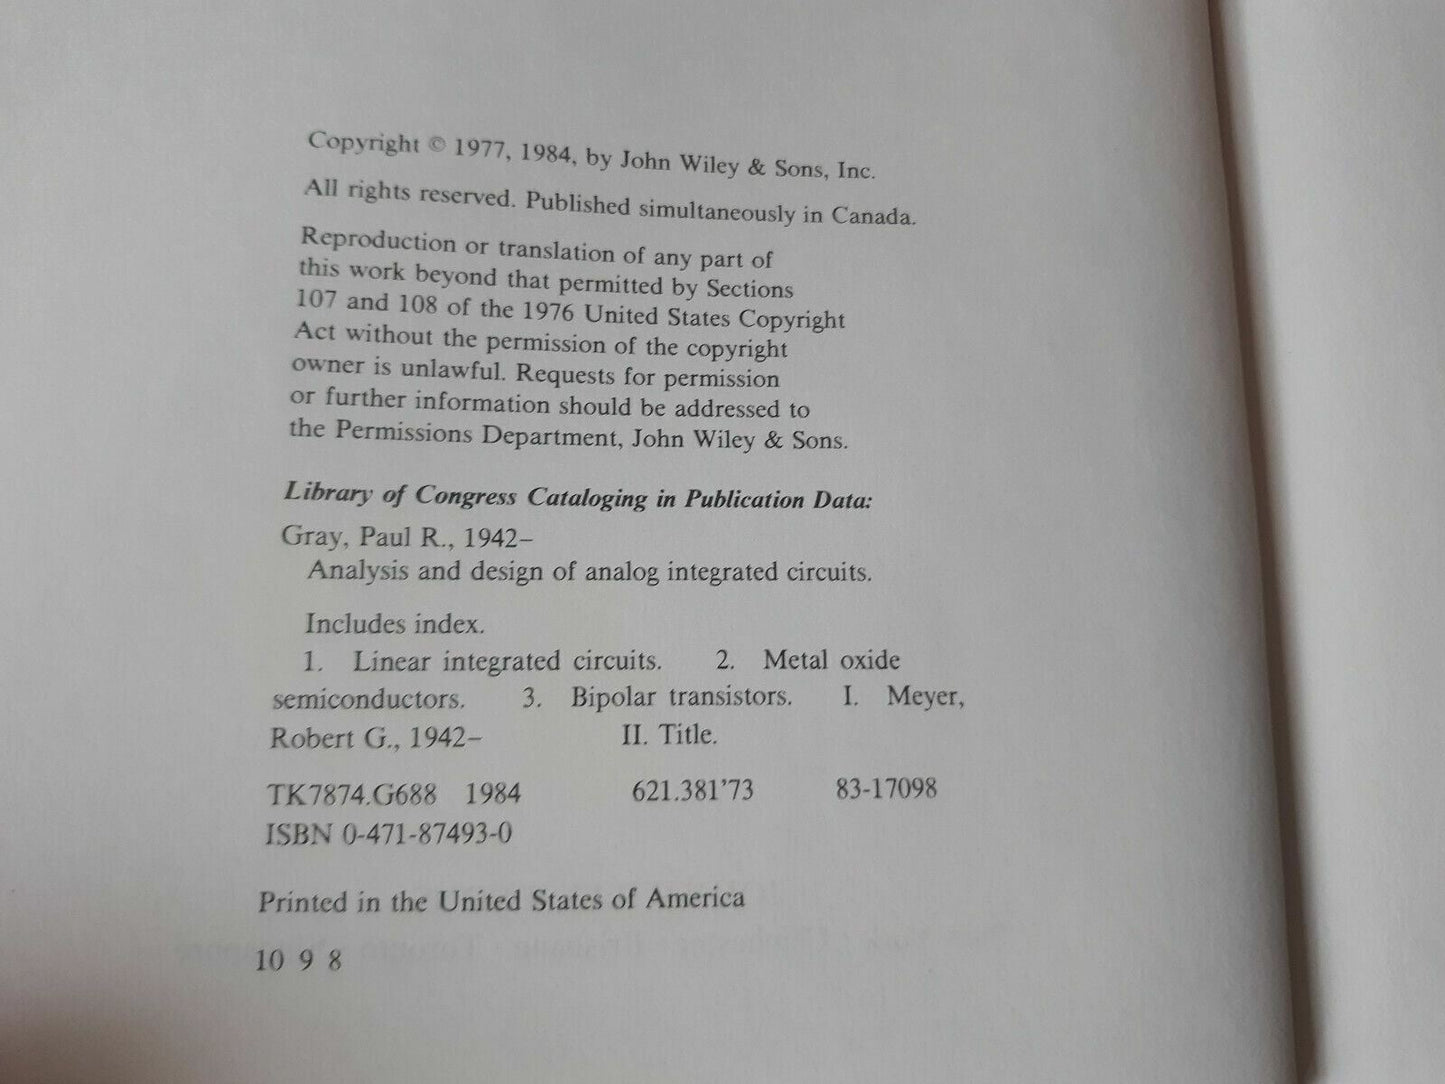 Copyright © 1977, 1984, by John Wiley & Sons, Inc.
All rights reserved. Published simultaneously in Canada.
Reproduction or translation of any part of
this work beyond that permitted by Sections
107 and 108 of the 1976 United States Copyright
Act without the permission of the copyright
owner is unlawful. Requests for permission
or further information should be addressed to
the Permissions Department, John Wiley & Sons.
Library of Congress Cataloging in Publication Data:
Gray, Paul R., 1942–
Analysis and design of analog integrated circuits.
Includes index.
1. Linear integrated circuits. 2. Metal oxide
semiconductors. 3. Bipolar transistors. I. Meyer,
Robert G., 1942– II. Title.
TK7874.G688 1984 621.381’73 83-17098
ISBN 0-471-87493-0
Printed in the United States of America
10 9 8